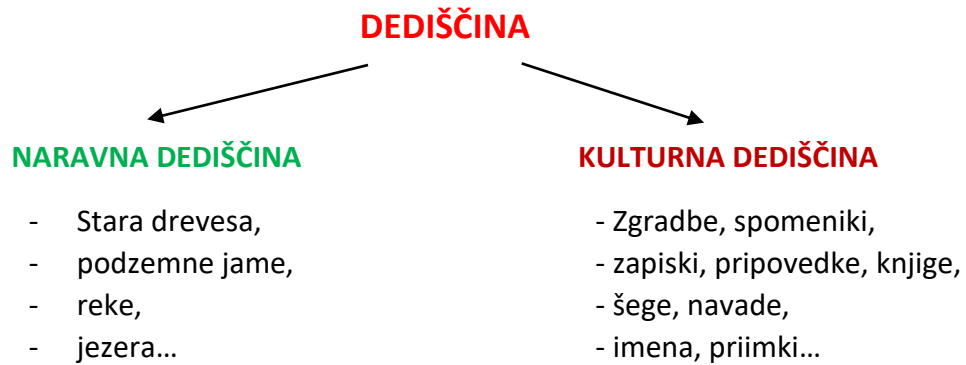 DEDIŠČINA
NARAVNA DEDIŠČINA
- Stara drevesa,
- podzemne jame,
- reke,
- jezera…
KULTURNA DEDIŠČINA
- Zgradbe, spomeniki,
- zapiski, pripovedke, knjige,
- šege, navade,
- imena, priimki…